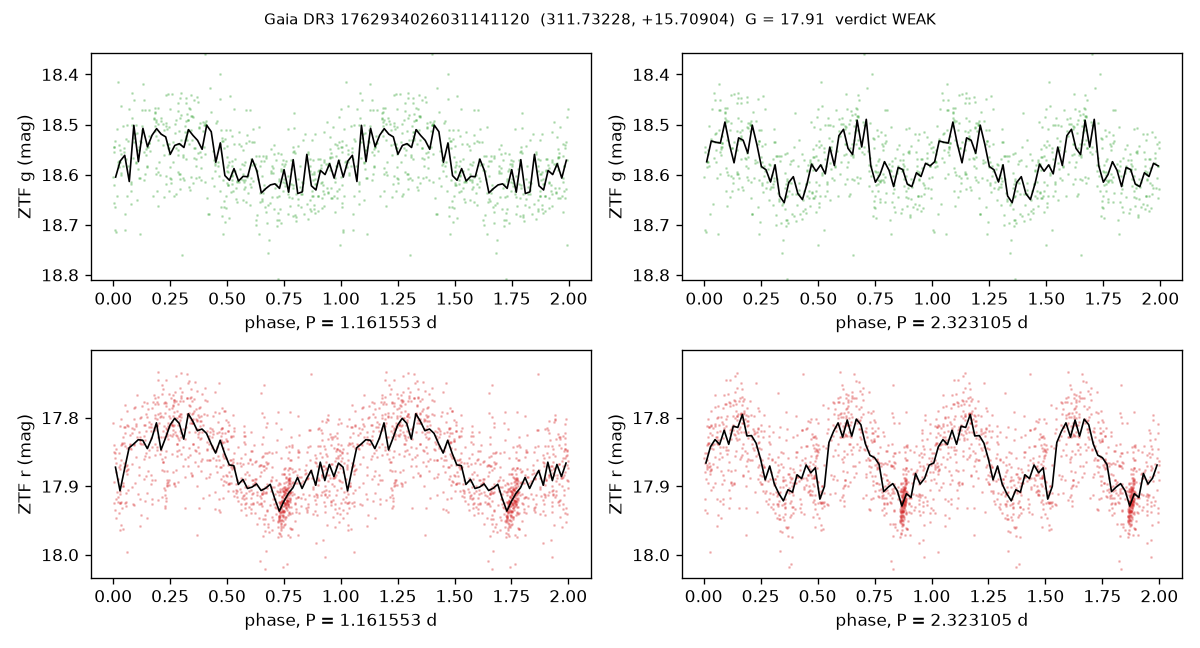 Gaia DR3 1762934026031141120 (311.73228, +15.70904) G = 17.91 verdict WEAK
ZTF g (mag)
18.4
18.5
18.6
18.7
18.8
0.00 0.25 0.50 0.75 1.00 1.25 1.50 1.75 2.00
phase, P = 1.161553 d
ZTF g (mag)
18.4
18.5
18.6
18.7
18.8
0.00 0.25 0.50 0.75 1.00 1.25 1.50 1.75 2.00
phase, P = 2.323105 d
ZTF r (mag)
17.8
17.9
18.0
0.00 0.25 0.50 0.75 1.00 1.25 1.50 1.75 2.00
phase, P = 1.161553 d
ZTF r (mag)
17.8
17.9
18.0
0.00 0.25 0.50 0.75 1.00 1.25 1.50 1.75 2.00
phase, P = 2.323105 d